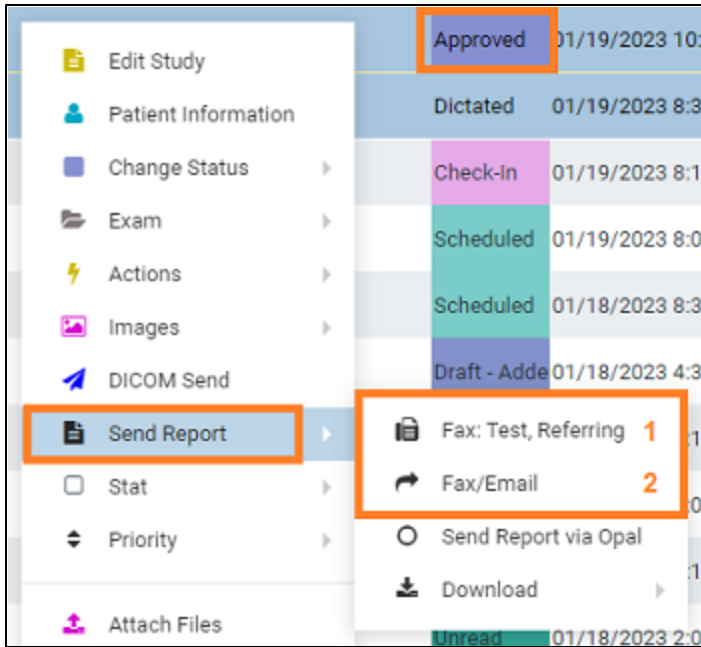 Approved 01/19/2023 10:
Edit Study
Patient Information
Dictated 01/19/2023 8:3
Change Status
Check-In 01/19/2023 8:1
Exam
Scheduled 01/19/2023 8:0
Actions
Scheduled 01/18/2023 8:3
Images
DICOM Send
Draft - Adde 01/18/2023 4:3
Send Report
Fax: Test, Referring 1
:1
Stat
Fax/Email 2
:0
Priority
Send Report via Opal
:1
Download
Attach Files
Unread 01/18/2023 2:0